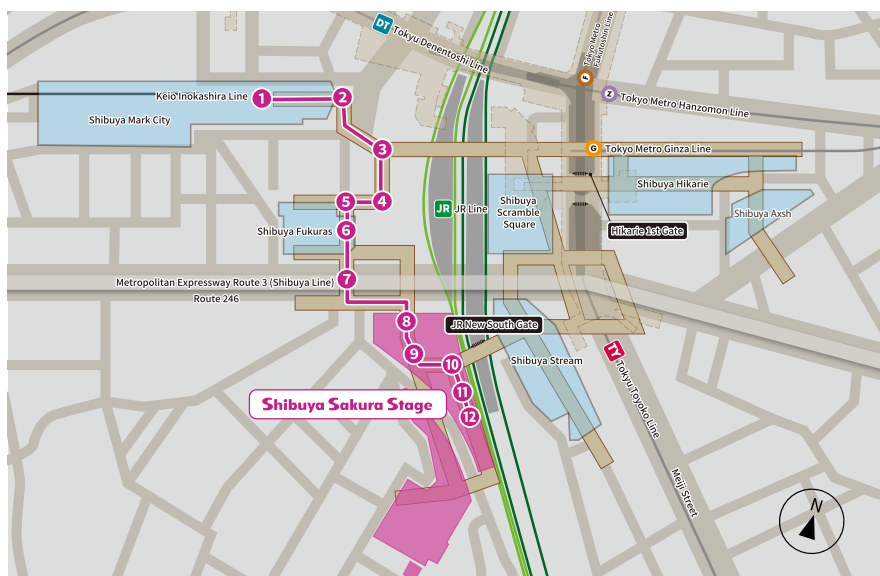 DT
Tokyu Denentoshi Line
Tokyo Metro
Fukutoshin Line
F
Z
Tokyo Metro Hanzomon Line
Keio Inokashira Line
1
2
Shibuya Mark City
3
G
Tokyo Metro Ginza Line
Shibuya Hikarie
5
4
JR
JR Line
Shibuya
Scramble
Square
Shibuya Axsh
Shibuya Fukuras
6
Hikarie 1st Gate
Metropolitan Expressway Route 3 (Shibuya Line)
7
Route 246
8
JR New South Gate
9
10
Shibuya Stream
TY
Tokyu Toyoko Line
11
Shibuya Sakura Stage
12
Meiji Street
N